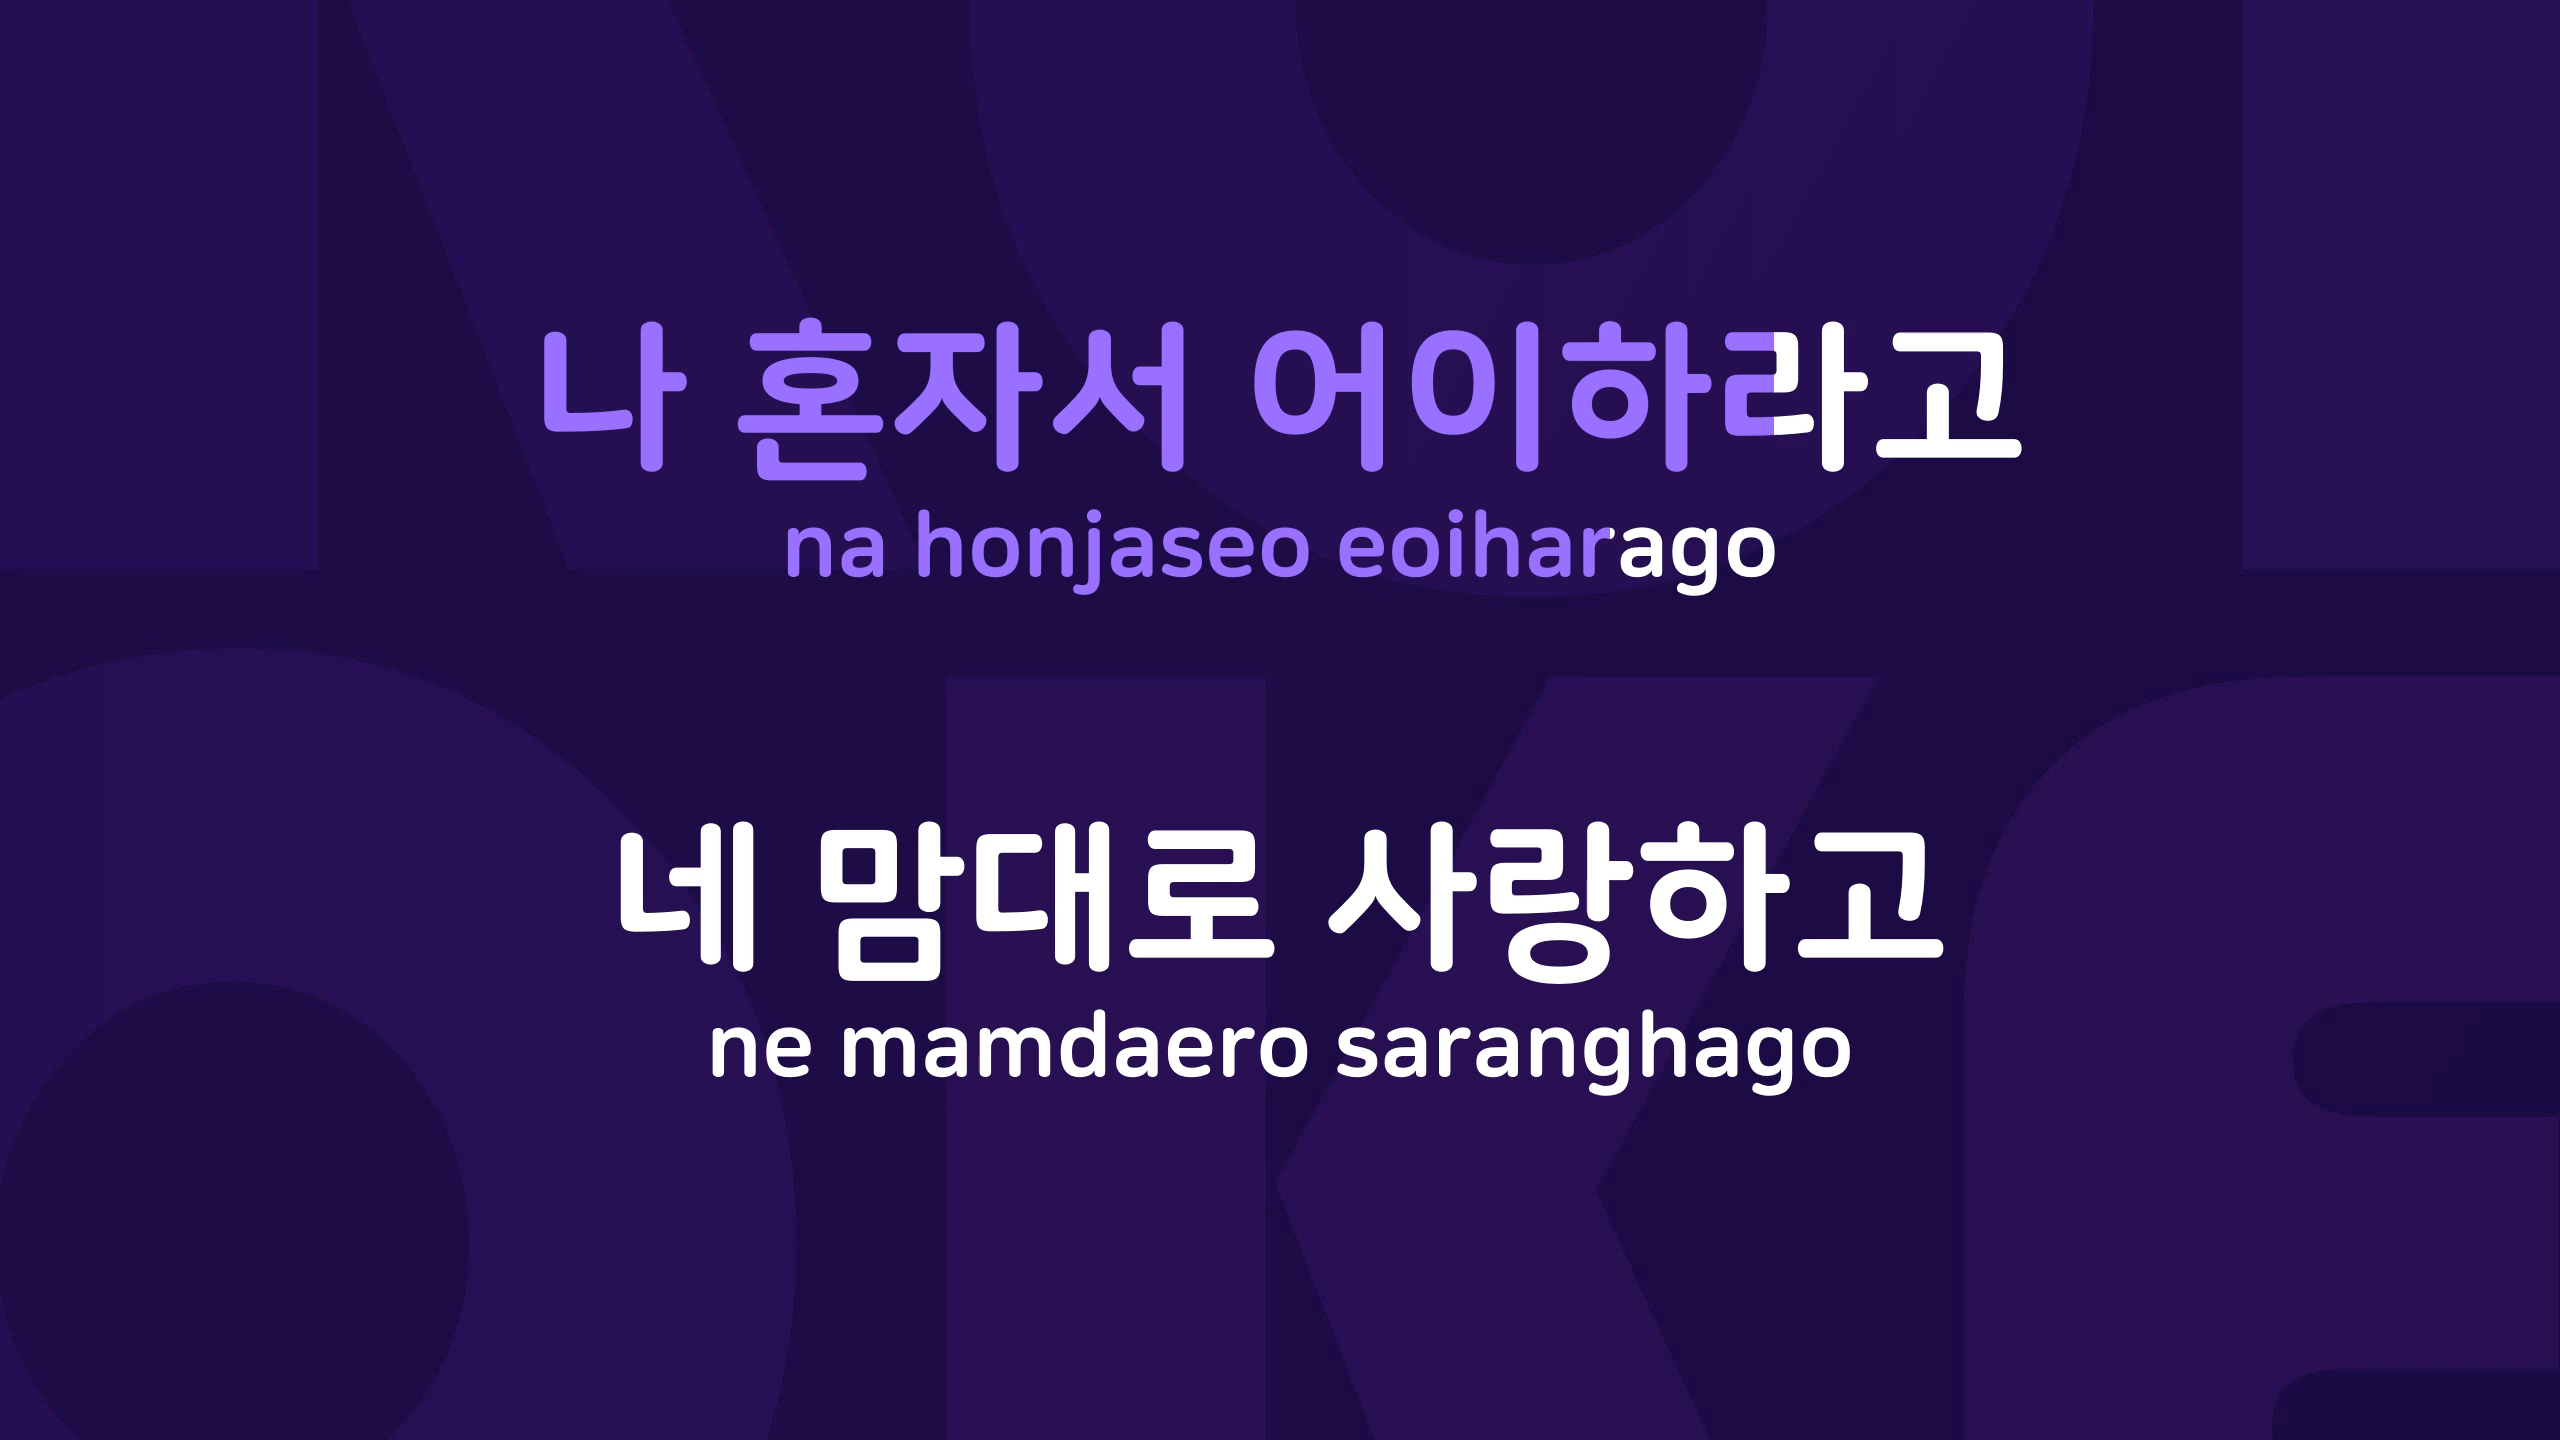 나 혼자서 어이하라고
na honjaseo eoiharago
네 맘대로 사랑하고
ne mamdaero saranghago